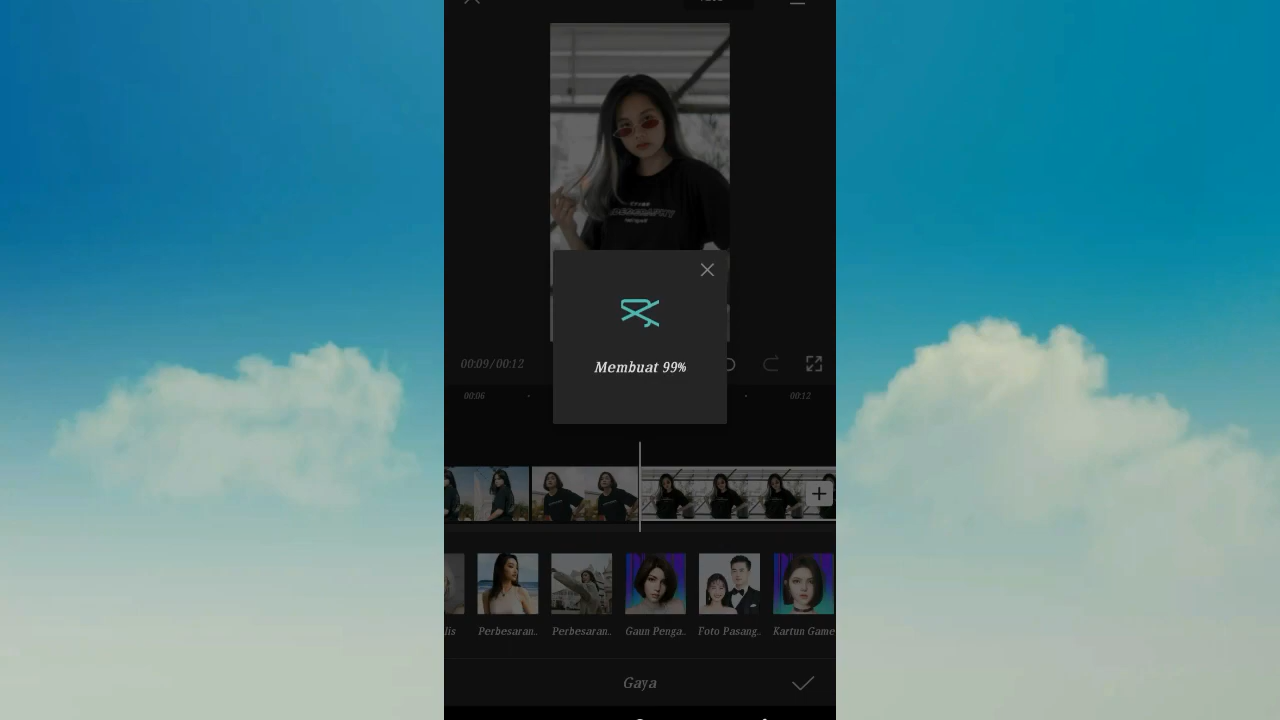 Membuat 99%
00:09/00:12
00:06
00:12
lis
Perbesaran..
Perbesaran..
Gaun Penga..
Foto Pasang..
Kartun Game
Gaya